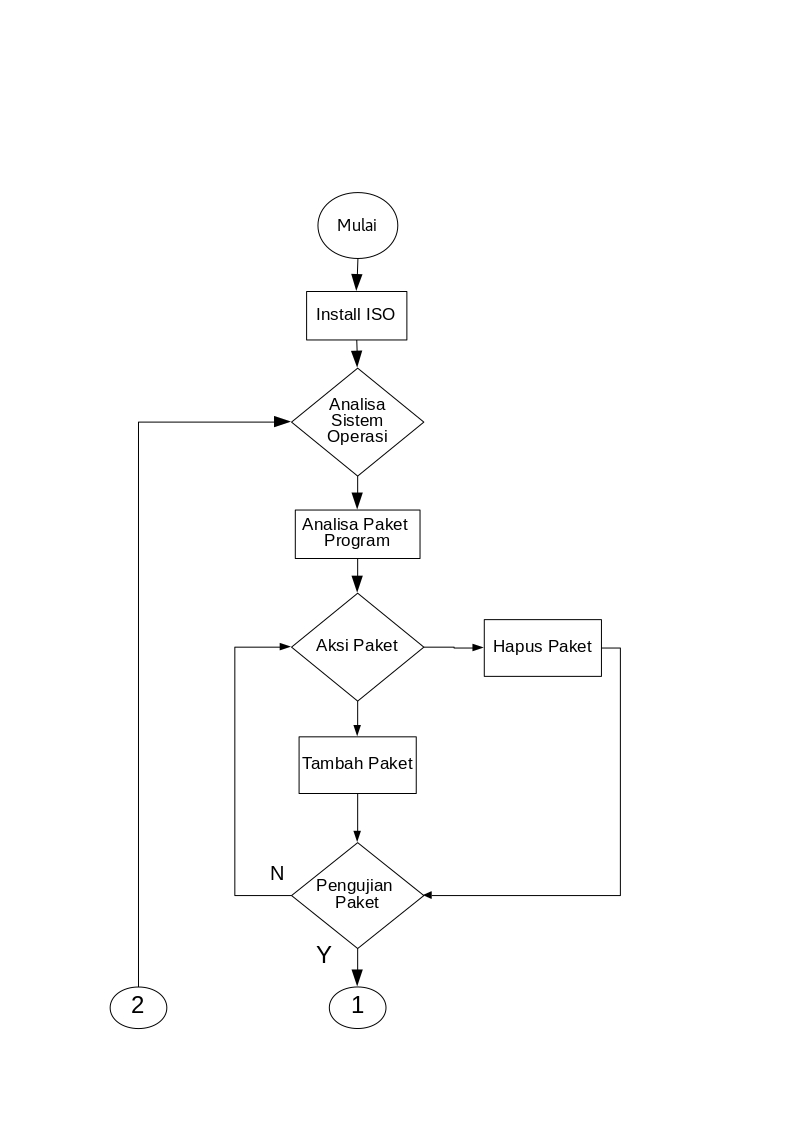 Mulai
Install ISO
Analisa
Sistem
Operasi
Analisa Paket
Program
Aksi Paket
Hapus Paket
Tambah Paket
N
Pengujian
Paket
Y
2
1